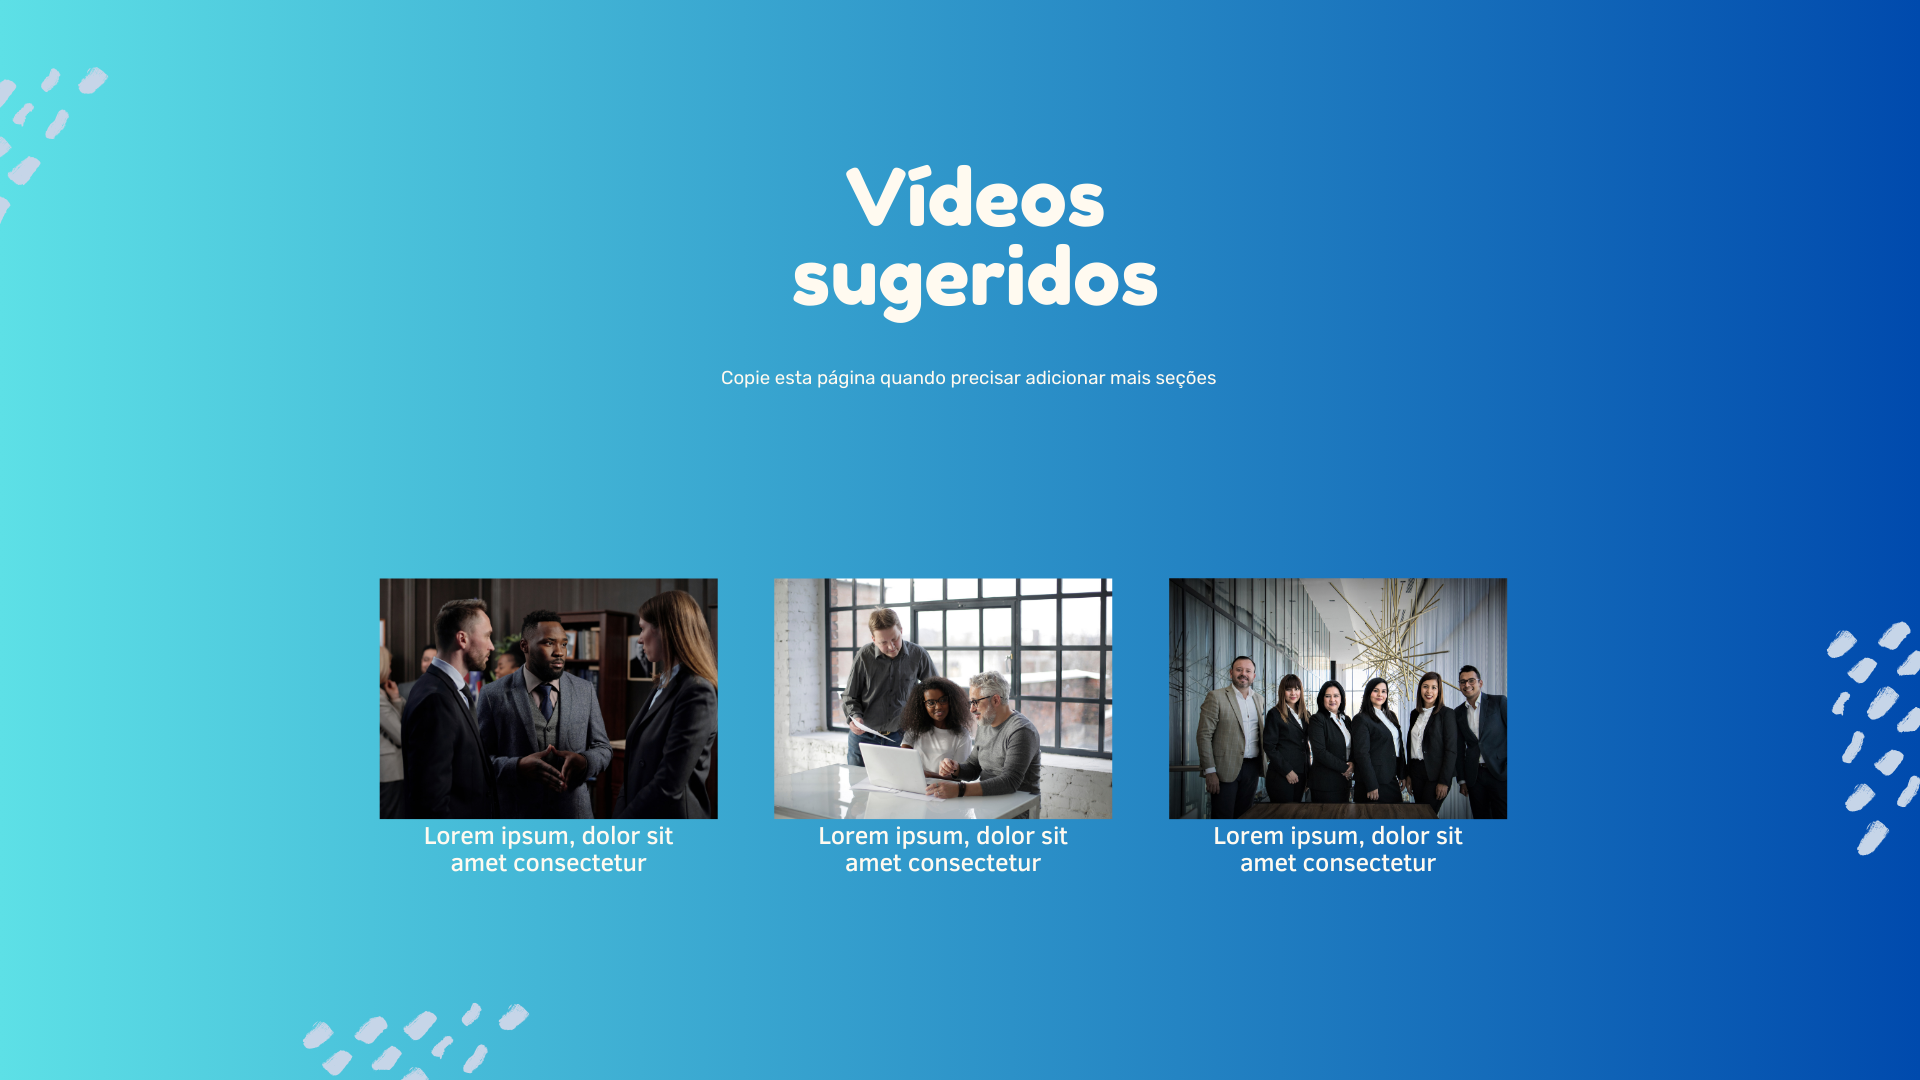 Vídeos
sugeridos
Copie esta página quando precisar adicionar mais seções
Lorem ipsum, dolor sit
amet consectetur
Lorem ipsum, dolor sit
amet consectetur
Lorem ipsum, dolor sit
amet consectetur